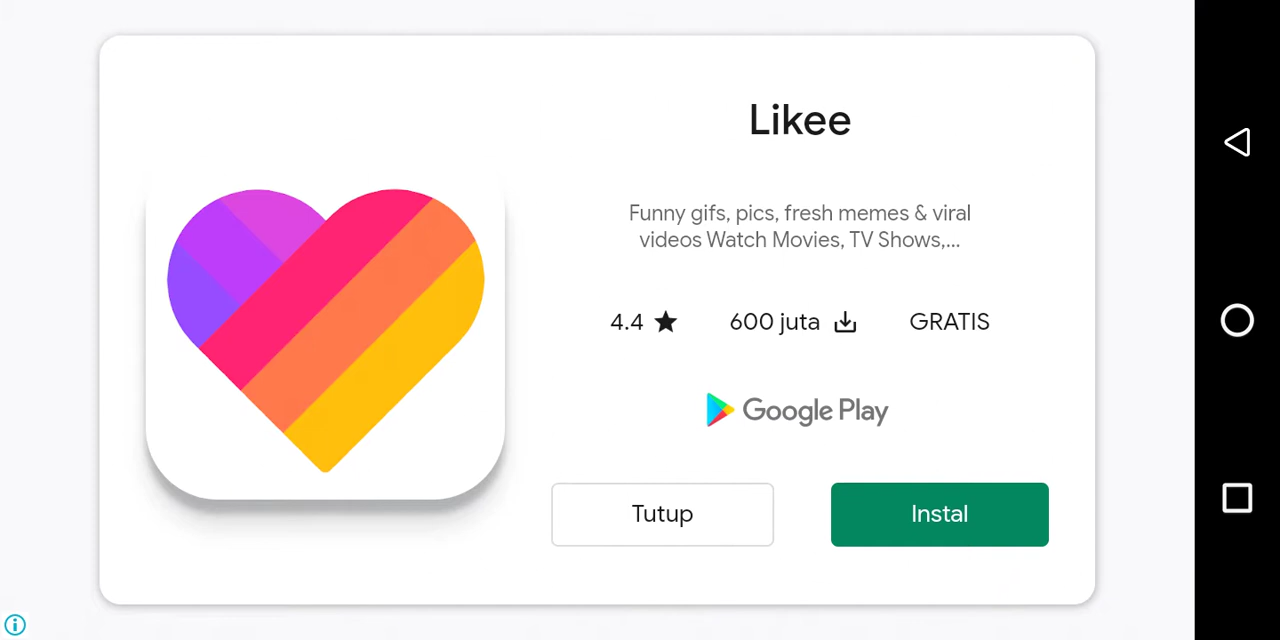 Likee
Funny gifs, pics, fresh memes & viral
videos Watch Movies, TV Shows,...
4.4 600 juta GRATIS
Google Play
Tutup Instal